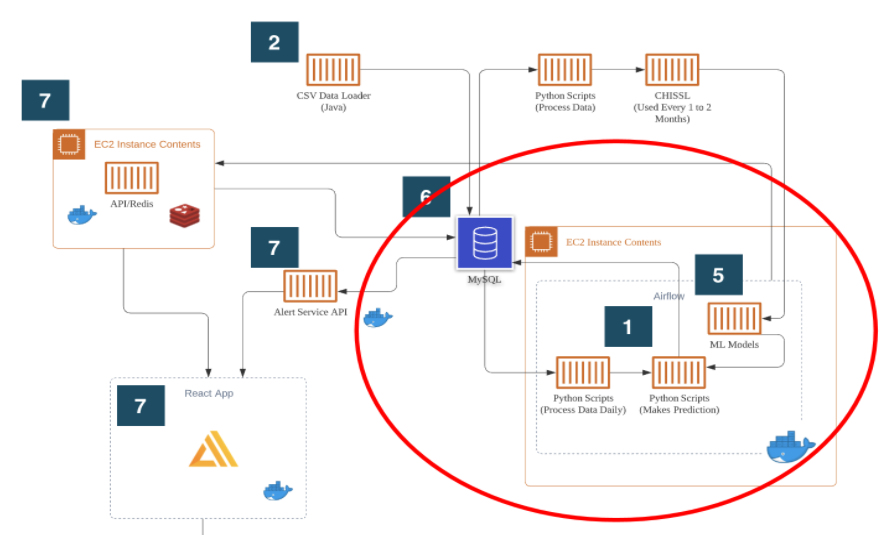 2
CSV Data Loader
(Java)
Python Scripts
(Process Data)
CHISSL
(Used Every 1 to 2
Months)
7
EC2 Instance Contents
API/Redis
6
MySQL
7
Alert Service API
EC2 Instance Contents
5
Airflow
ML Models
1
Python Scripts
(Process Data Daily)
Python Scripts
(Makes Prediction)
React App
7